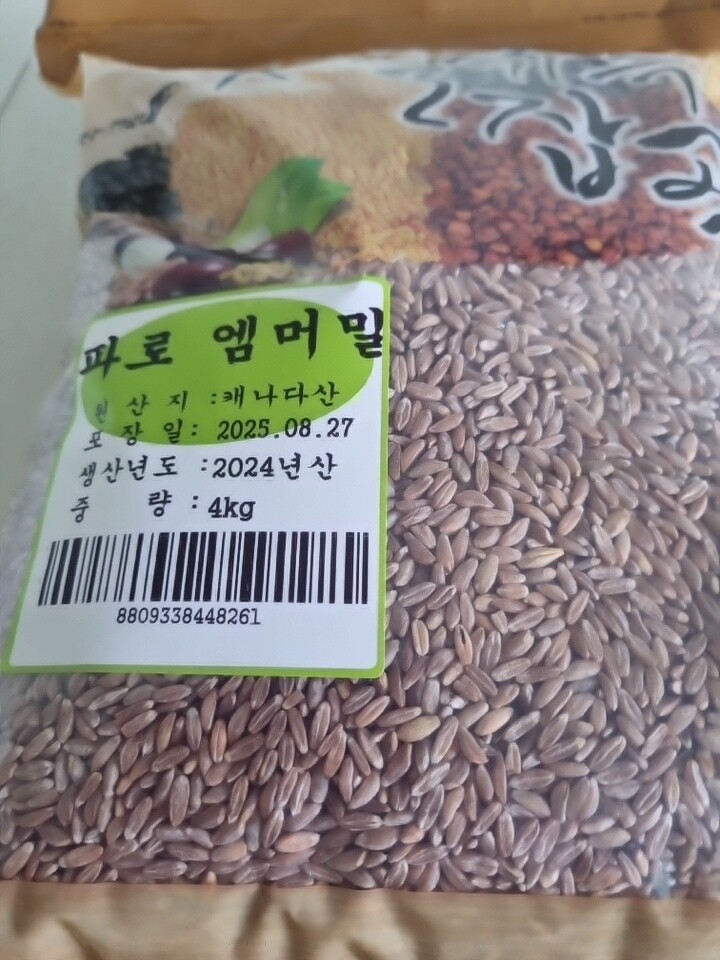 파로 엠머밀
원 산 지 :캐나다산
포 장 일: 2025.08.27
생산년도 :2024년산
중 량 : 4kg
8809338448261